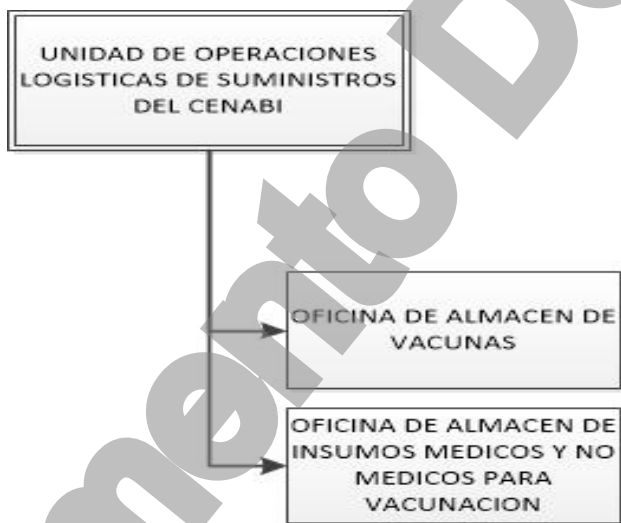 UNIDAD DE OPERACIONES
LOGISTICAS DE SUMINISTROS
DEL CENABI
OFICINA DE ALMACEN DE
VACUNAS
OFICINA DE ALMACEN DE
INSUMOS MEDICOS Y NO
MEDICOS PARA
VACUNACION
mento D